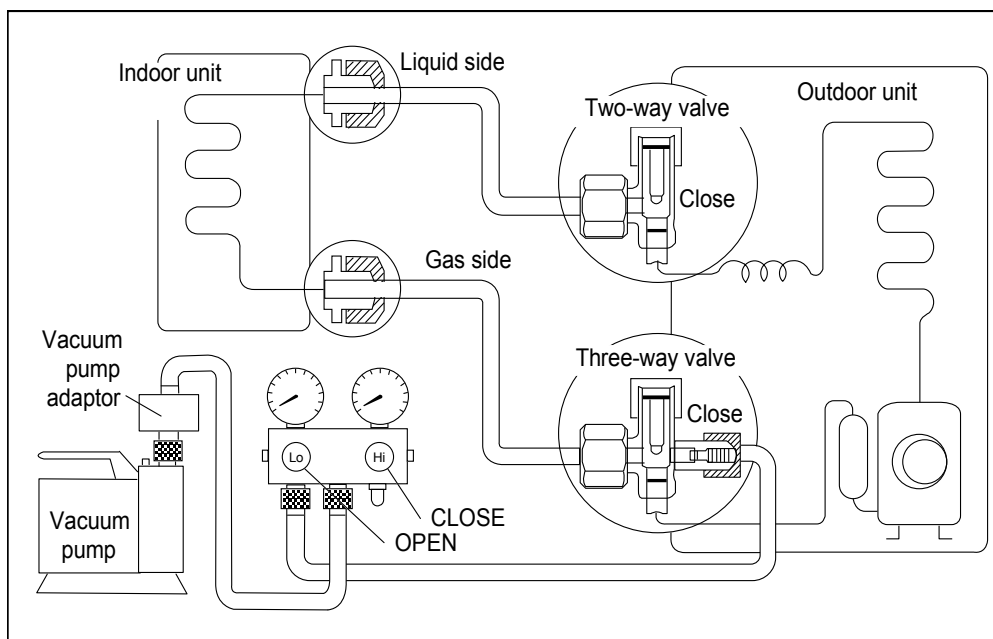 Indoor unit
Liquid side
Two-way valve
Outdoor unit
Close
Gas side
Vacuum
pump
adaptor
Three-way valve
Close
Lo
Hi
CLOSE
OPEN
Vacuum
pump